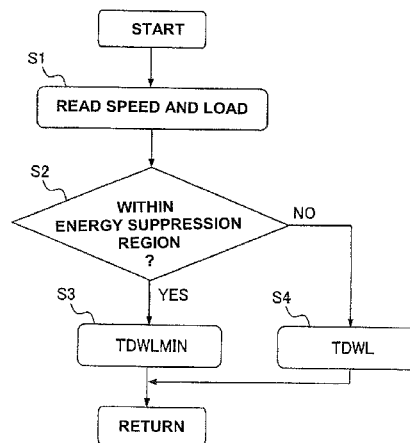 START
S1
READ SPEED AND LOAD
S2
WITHIN
ENERGY SUPPRESSION
REGION
?
NO
YES
S3
TDWLMIN
S4
TDWL
RETURN